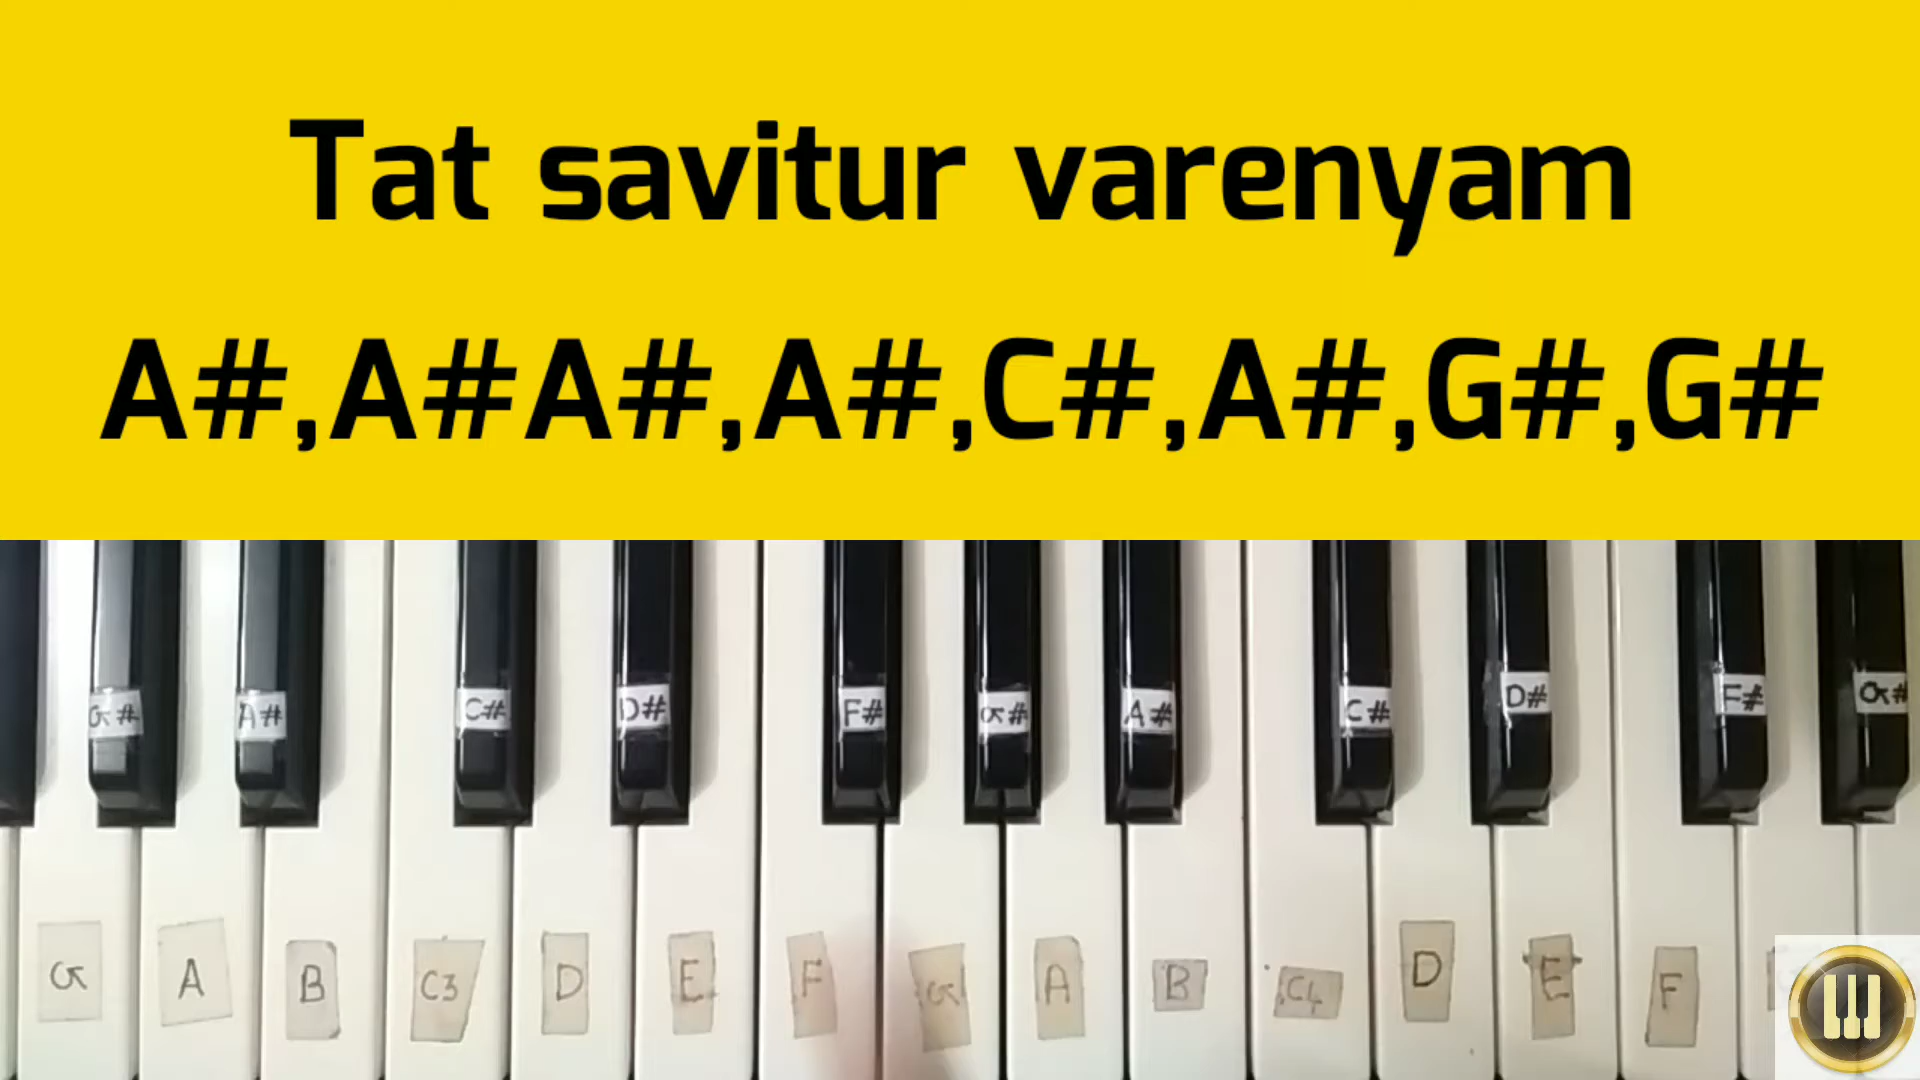 Tat savitur varenyam
A#,A#A#,A#,C#,A#,G#,G#
G# A# C# D# F# G# A# C# D# F# G#
G A B C3 D E F G A B C4 D E F